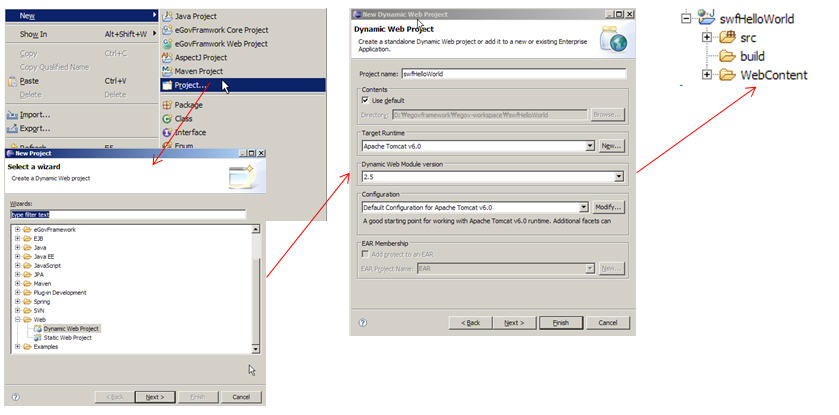 New
Show In Alt+Shift+W
Copy Ctrl+C
Copy Qualified Name
Paste Ctrl+V
Delete Delete
Import...
Export...
Java Project
eGovFramwork Core Project
eGovFramwork Web Project
AspectJ Project
Maven Project
Project...
Package
Class
Interface
Enum
New Project
Select a wizard
Create a Dynamic Web project
Wizards:
type filter text
eGovFramework
EJB
Java
Java EE
JavaScript
JPA
Maven
Plug-in Development
Spring
SVN
Web
Dynamic Web Project
Static Web Project
Examples
< Back Next > Finish Cancel
New Dynamic Web Project
Dynamic Web Project
Create a standalone Dynamic Web project or add it to a new or existing Enterprise
Application.
Project name: swfHelloWorld
Contents
Use default
Directory: D:₩egovframework₩egov-workspace₩swfHelloWorld Browse...
Target Runtime
Apache Tomcat v6.0 New...
Dynamic Web Module version
2.5
Configuration
Default Configuration for Apache Tomcat v6.0 Modify...
A good starting point for working with Apache Tomcat v6.0 runtime. Additional facets can
EAR Membership
Add project to an EAR
EAR Project Name: EAR New...
< Back Next > Finish Cancel
swfHelloWorld
src
build
WebContent